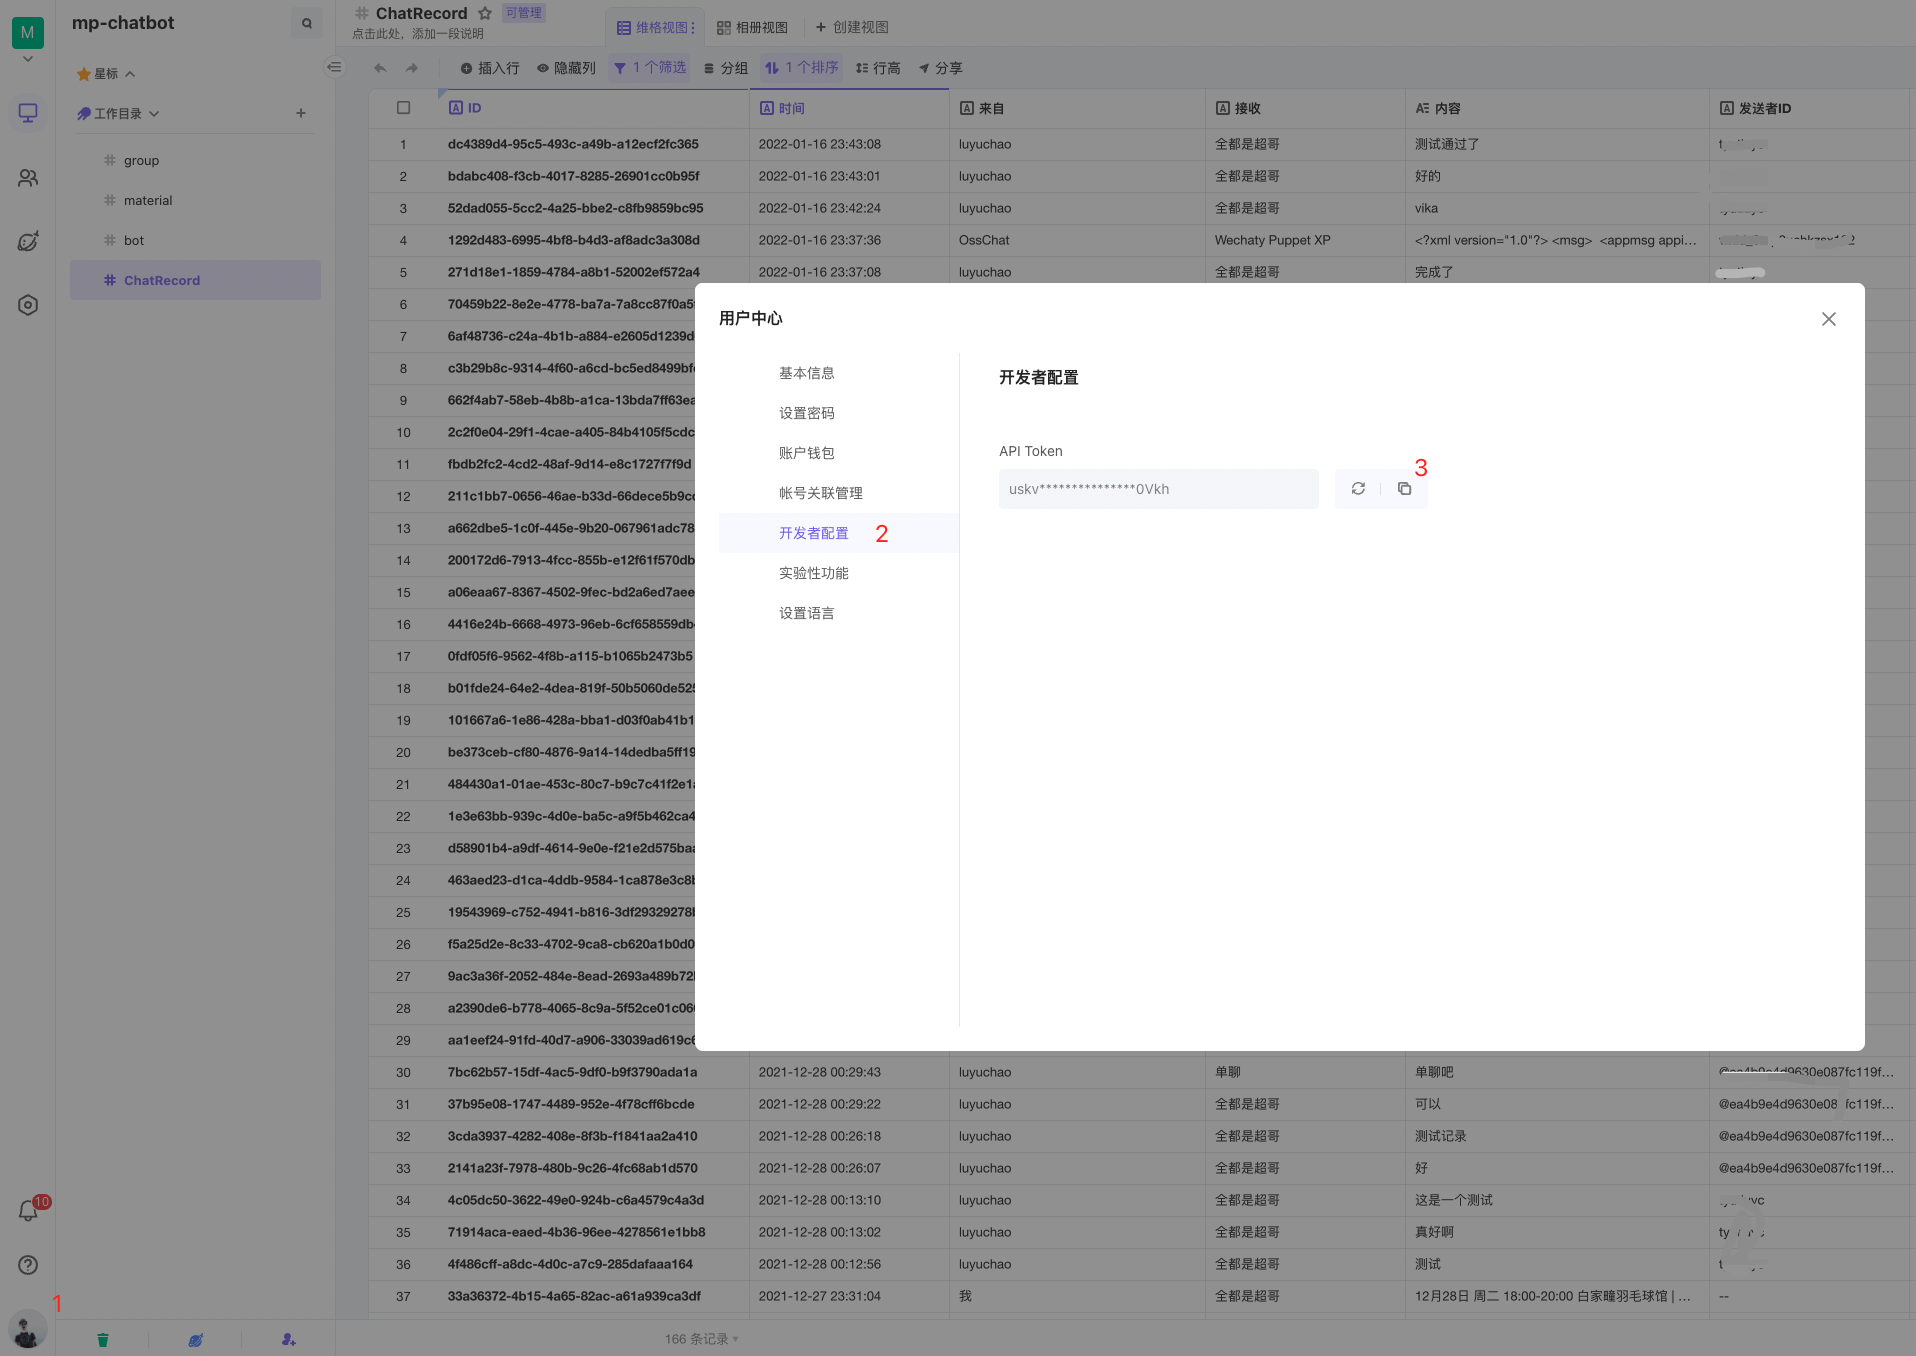 M
mp-chatbot
星标
工作目录
group
material
bot
ChatRecord
10
1
ChatRecord 可管理
点击此处，添加一段说明
维格视图 相册视图 创建视图
插入行 隐藏列 1 个筛选 分组 1 个排序 行高 分享
ID 时间 来自 接收 内容 发送者ID
1 dc4389d4-95c5-493c-a49b-a12ecf2fc365 2022-01-16 23:43:08 luyuchao 全都是超哥 测试通过了
2 bdabc408-f3cb-4017-8285-26901cc0b95f 2022-01-16 23:43:01 luyuchao 全都是超哥 好的
3 52dad055-5cc2-4a25-bbe2-c8fb9859bc95 2022-01-16 23:42:24 luyuchao 全都是超哥 vika
4 1292d483-6995-4bf8-b4d3-af8adc3a308d 2022-01-16 23:37:36 OssChat Wechaty Puppet XP <?xml version="1.0"?> <msg> <appmsg appi...
5 271d18e1-1859-4784-a8b1-52002ef572a4 2022-01-16 23:37:08 luyuchao 全都是超哥 完成了
6 70459b22-8e2e-4778-ba7a-7a8cc87f0a5
7 6af48736-c24a-4b1b-a884-e2605d1239d
8 c3b29b8c-9314-4f60-a6cd-bc5ed8499bf
9 662f4ab7-58eb-4b8b-a1ca-13bda7ff63ea
10 2c2f0e04-29f1-4cae-a405-84b4105f5cdc
11 fbdb2fc2-4cd2-48af-9d14-e8c1727f7f9d
12 211c1bb7-0656-46ae-b33d-66dece5b9cc
13 a662dbe5-1c0f-445e-9b20-067961adc78
14 200172d6-7913-4fcc-855b-e12f61f570db
15 a06eaa67-8367-4502-9fec-bd2a6ed7aee
16 4416e24b-6668-4973-96eb-6cf658559db
17 0fdf05f6-9562-4f8b-a115-b1065b2473b5
18 b01fde24-64e2-4dea-819f-50b5060de525
19 101667a6-1e86-428a-bba1-d03f0ab41b1
20 be373ceb-cf80-4876-9a14-14dedba5ff19
21 484430a1-01ae-453c-80c7-b9c7c41f2e1
22 1e3e63bb-939c-4d0e-ba5c-a9f5b462ca4
23 d58901b4-a9df-4614-9e0e-f21e2d575baa
24 463aed23-d1ca-4ddb-9584-1ca878e3c8b
25 19543969-c752-4941-b816-3df29329278
26 f5a25d2e-8c33-4702-9ca8-cb620a1b0d0
27 9ac3a36f-2052-484e-8ead-2693a489b72
28 a2390de6-b778-4065-8c9a-5f52ce01c06
29 aa1eef24-91fd-40d7-a906-33039ad619c6
30 7bc62b57-15df-4ac5-9df0-b9f3790ada1a 2021-12-28 00:29:43 luyuchao 单聊 单聊吧 @ea4b9e4d9630e087fc119f...
31 37b95e08-1747-4489-952e-4f78cff6bcde 2021-12-28 00:29:22 luyuchao 全都是超哥 可以 @ea4b9e4d9630e08 fc119f...
32 3cda3937-4282-408e-8f3b-f1841aa2a410 2021-12-28 00:26:18 luyuchao 全都是超哥 测试记录 @ea4b9e4d9630e087fc119f...
33 2141a23f-7978-480b-9c26-4fc68ab1d570 2021-12-28 00:26:07 luyuchao 全都是超哥 好 @ea4b9e4d9630e087fc119f...
34 4c05dc50-3622-49e0-924b-c6a4579c4a3d 2021-12-28 00:13:10 luyuchao 全都是超哥 这是一个测试
35 71914aca-eaed-4b36-96ee-4278561e1bb8 2021-12-28 00:13:02 luyuchao 全都是超哥 真好啊
36 4f486cff-a8dc-4d0c-a7c9-285dafaaa164 2021-12-28 00:12:56 luyuchao 全都是超哥 测试
37 33a36372-4b15-4a65-82ac-a61a939ca3df 2021-12-27 23:31:04 我 全都是超哥 12月28日 周二 18:00-20:00 白家疃羽毛球馆 | ... --
166 条记录
用户中心
基本信息
设置密码
账户钱包
帐号关联管理
开发者配置 2
实验性功能
设置语言
开发者配置
API Token
3
uskv***************0Vkh